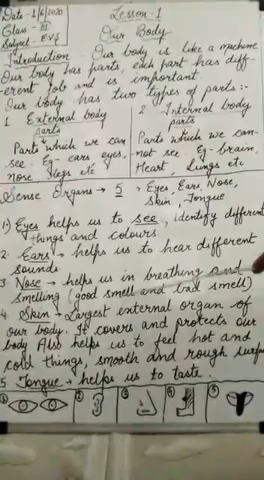 Date - 1/6/2020
Class - III
Subject - EVS
Lesson - 1
Our Body
Introduction Our body is like a machine
Our body has parts, each part has diff-
erent job and is important.
Our body has two types of parts:-
1 External body
parts
Parts which we can
see. Eg - ears eyes,
nose legs etc
2 Internal body
parts
Parts which we can-
not see Eg - brain,
Heart, Lungs etc
Sense Organs → 5 - Eyes, Ears, Nose,
Skin, Tongue
1) Eyes helps us to see, identify different
things and colours.
2. Ears → helps us to hear different
sounds.
3 Nose → helps us in breathing and
smelling (good smell and bad smell)
4 Skin → Largest external organ of
our body. It covers and protects our
body Also helps us to feel hot and
cold things, smooth and rough surfa
5 Tongue → helps us to taste.
1 2 3 4 5